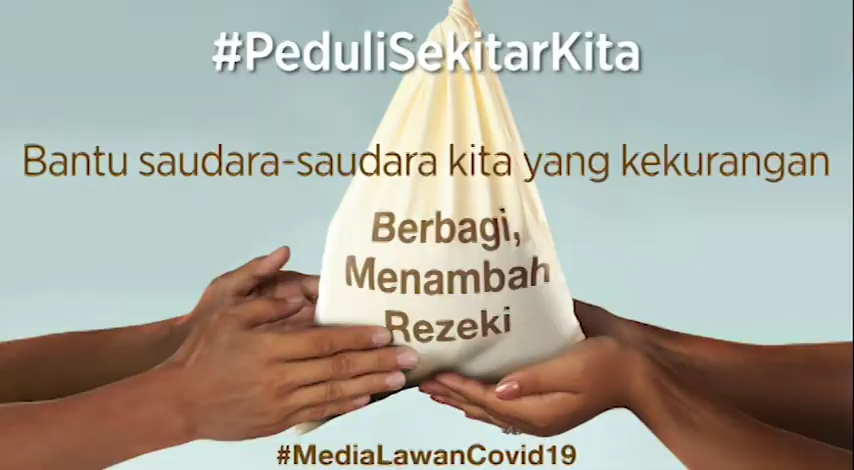 #PeduliSekitarKita
Bantu saudara-saudara kita yang kekurangan
Berbagi,
Menambah
Rezeki
#MediaLawanCovid19